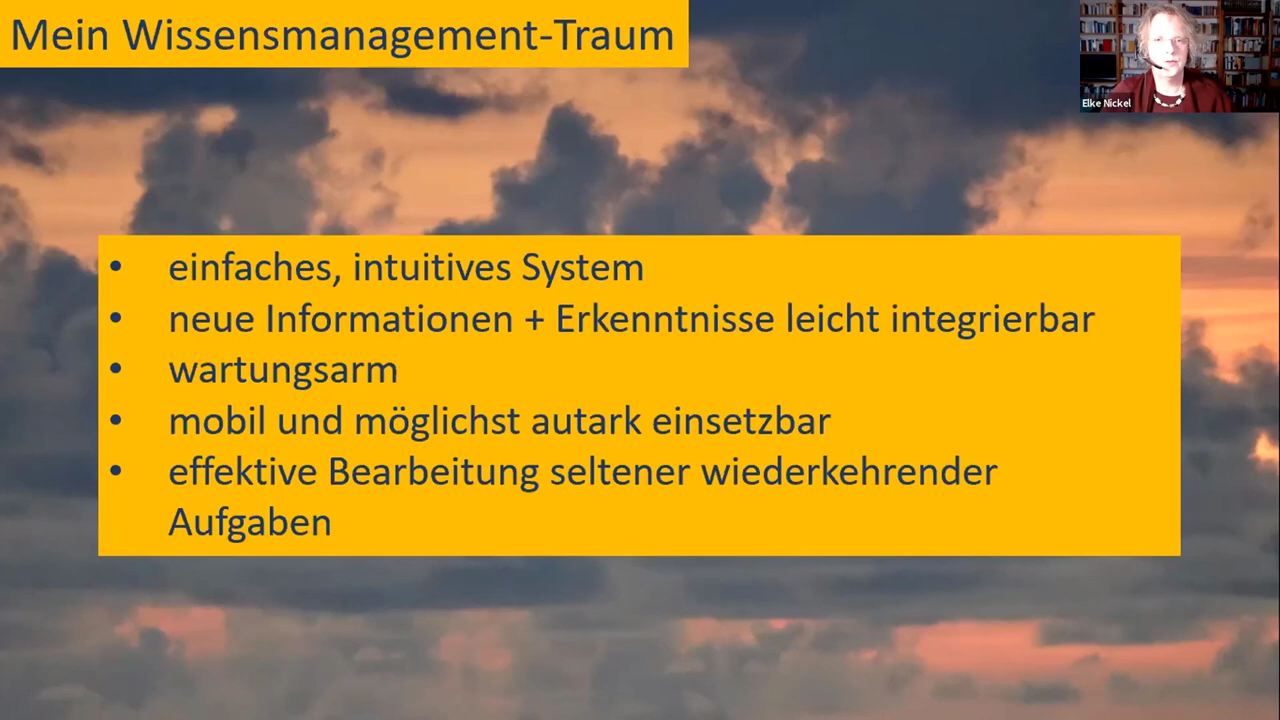 Mein Wissensmanagement-Traum
Elke Nickel
• einfaches, intuitives System
• neue Informationen + Erkenntnisse leicht integrierbar
• wartungsarm
• mobil und möglichst autark einsetzbar
• effektive Bearbeitung seltener wiederkehrender
Aufgaben